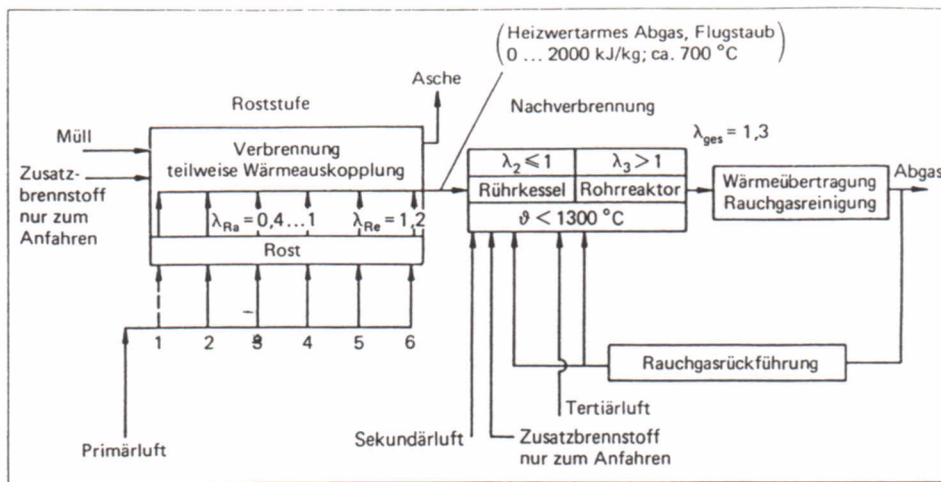 (Heizwertarmes Abgas, Flugstaub)
0 ... 2000 kJ/kg; ca. 700 °C
Asche
Roststufe
Nachverbrennung
λges = 1,3
Müll
Zusatz-
brennstoff
nur zum
Anfahren
Verbrennung
teilweise Wärmeauskopplung
λRa = 0,4 ... 1
λRe = 1,2
Rost
λ2 ⩽ 1
λ3 > 1
Rührkessel
Rohrreaktor
ϑ < 1300 °C
Wärmeübertragung
Rauchgasreinigung
Abgas
1 2 3 4 5 6
Rauchgasrückführung
Tertiärluft
Primärluft
Sekundärluft
Zusatzbrennstoff
nur zum Anfahren